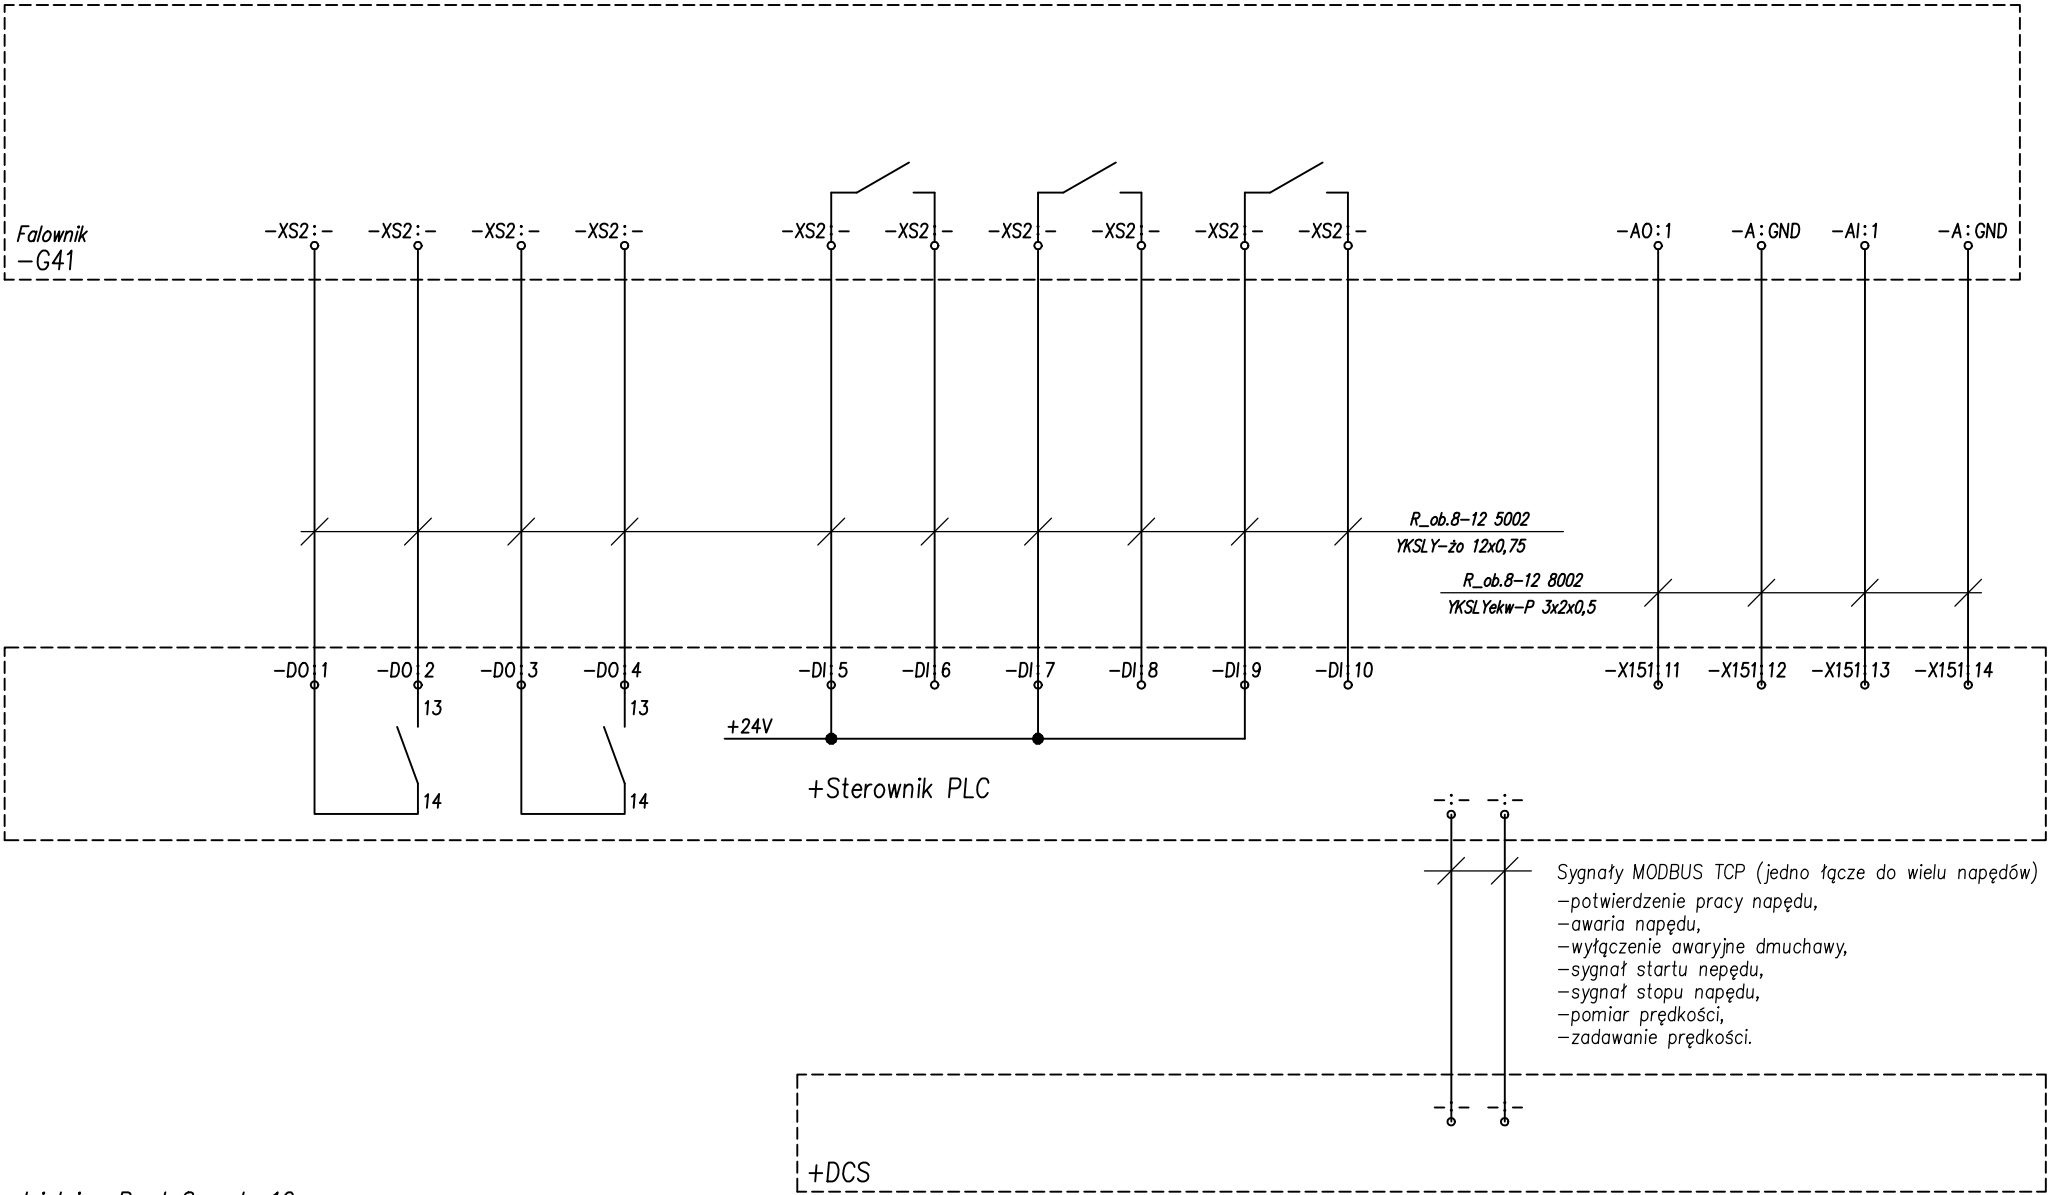 -XS2:- -XS2:- -XS2:- -XS2:- -XS2:- -XS2:- -XS2:- -XS2:- -XS2:- -XS2:- -AO:1 -A:GND -AI:1 -A:GND
Falownik
-G41
R_ob.8-12 5002
YKSLY-żo 12x0,75
R_ob.8-12 8002
YKSLYekw-P 3x2x0,5
-DO:1 -DO:2 -DO:3 -DO:4 -DI:5 -DI:6 -DI:7 -DI:8 -DI:9 -DI:10 -X151:11 -X151:12 -X151:13 -X151:14
13 13
+24V
+Sterownik PLC
14 14
-:- -:-
Sygnały MODBUS TCP (jedno łącze do wielu napędów)
-potwierdzenie pracy napędu,
-awaria napędu,
-wyłączenie awaryjne dmuchawy,
-sygnał startu nepędu,
-sygnał stopu napędu,
-pomiar prędkości,
-zadawanie prędkości.
-:- -:-
+DCS